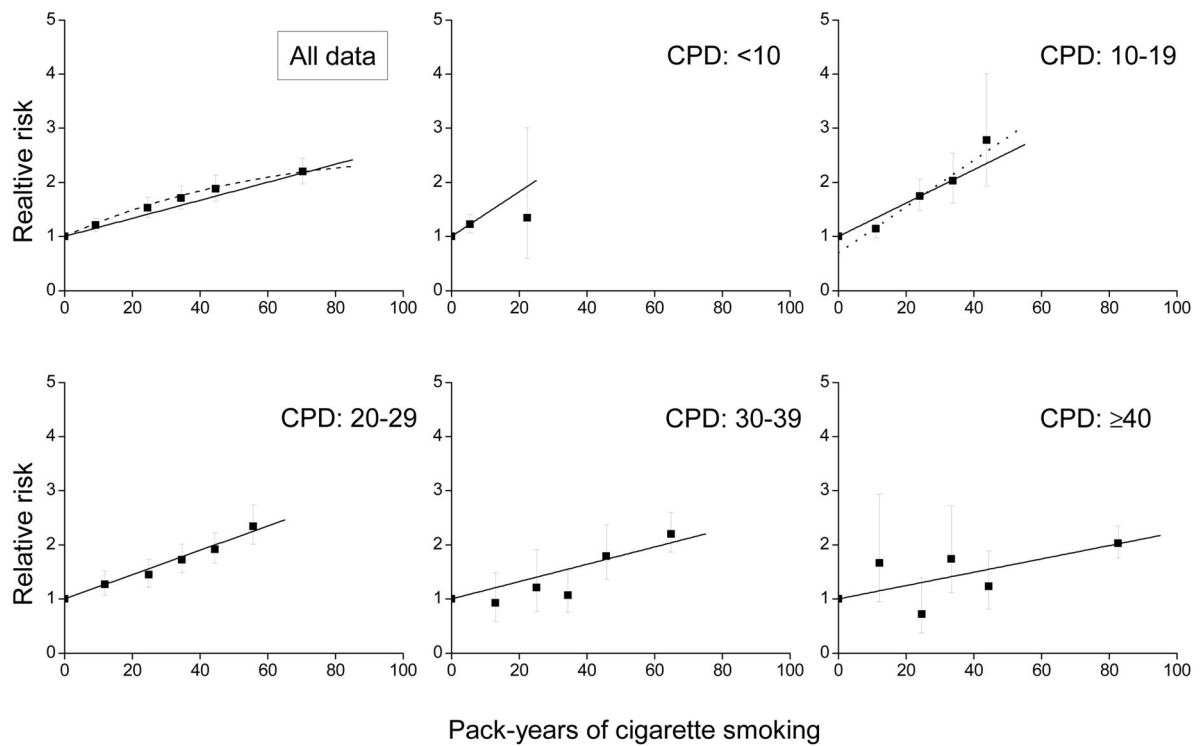 All data
CPD: <10
CPD: 10-19
Realtive risk
5
4
3
2
1
0
0 20 40 60 80 100
5
4
3
2
1
0
0 20 40 60 80 100
5
4
3
2
1
0
0 20 40 60 80 100
CPD: 20-29
CPD: 30-39
CPD: ≥40
Relative risk
5
4
3
2
1
0
0 20 40 60 80 100
5
4
3
2
1
0
0 20 40 60 80 100
5
4
3
2
1
0
0 20 40 60 80 100
Pack-years of cigarette smoking